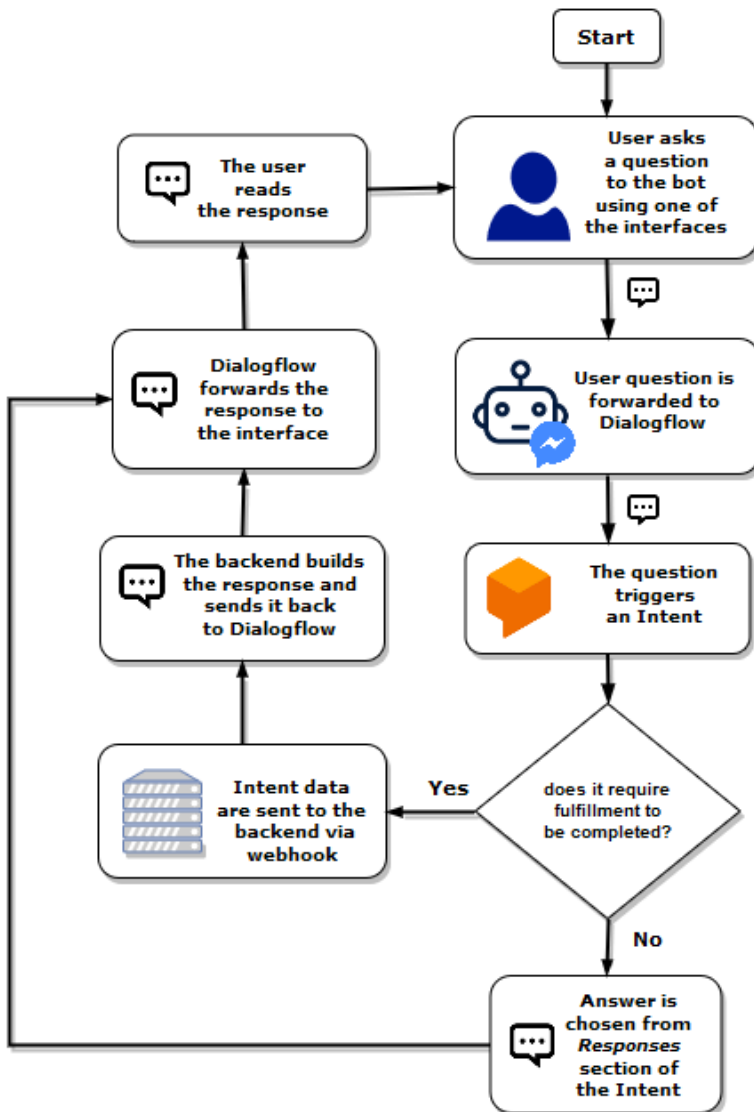 Start
User asks
a question
to the bot
using one of
the interfaces
The user
reads
the response
User question is
forwarded to
Dialogflow
Dialogflow
forwards the
response to
the interface
The question
triggers
an Intent
The backend builds
the response and
sends it back
to Dialogflow
does it require
fulfillment to
be completed?
Yes
Intent data
are sent to the
backend via
webhook
No
Answer is
chosen from
Responses
section of
the Intent